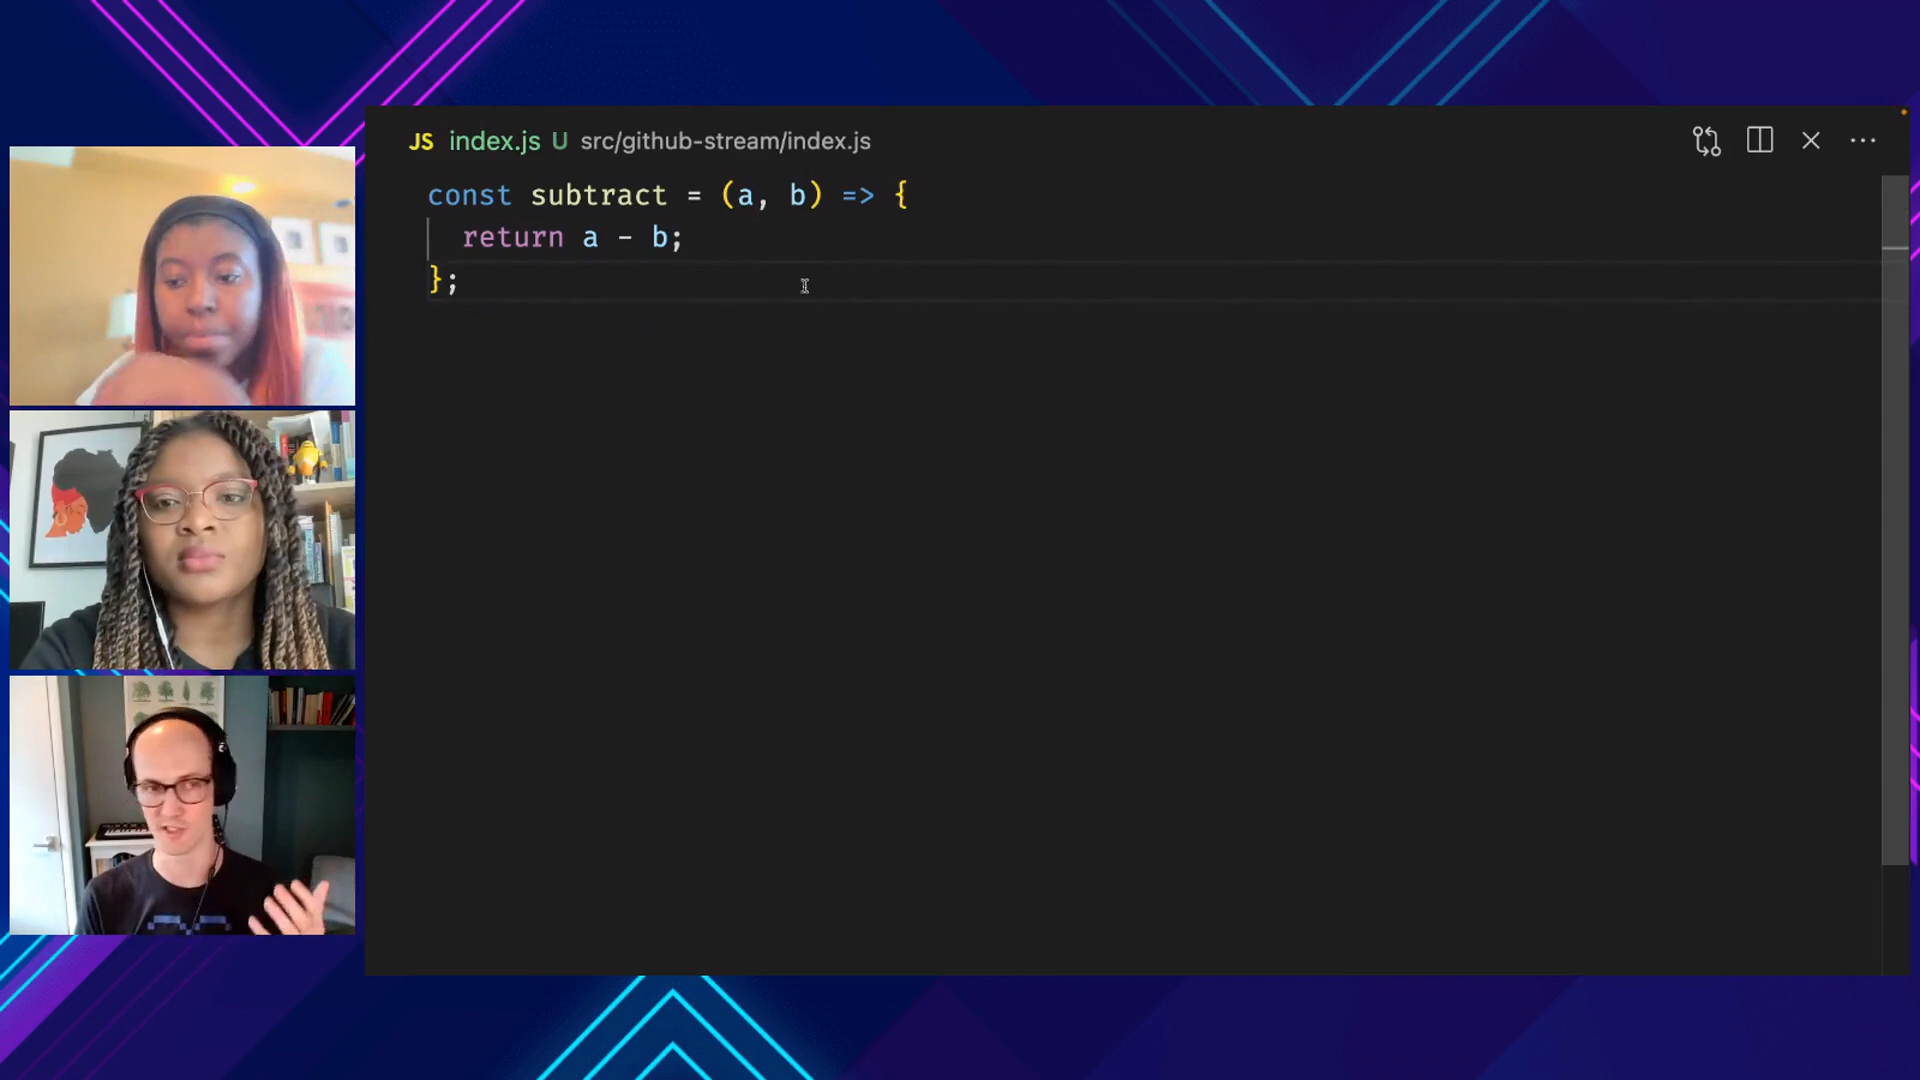 JS index.js U src/github-stream/index.js
const subtract = (a, b) => {
return a - b;
};